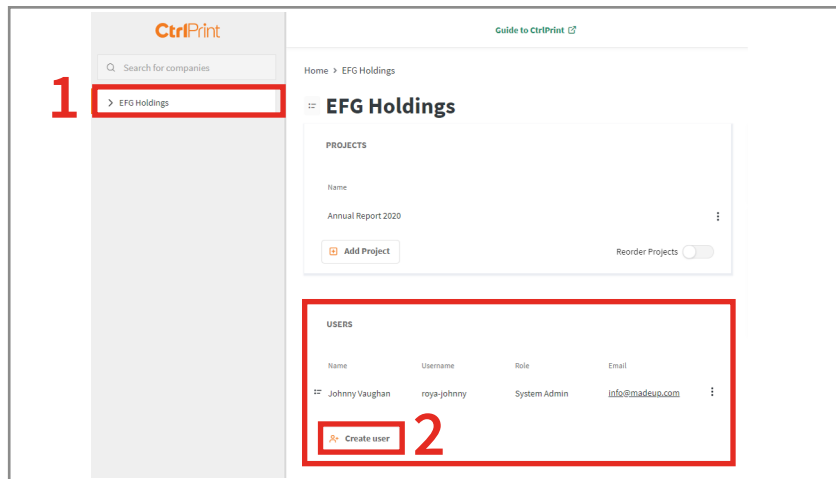 CtrlPrint
Guide to CtrlPrint
Search for companies
Home > EFG Holdings
1
> EFG Holdings
EFG Holdings
PROJECTS
Name
Annual Report 2020
Add Project
Reorder Projects
USERS
Name Username Role Email
Johnny Vaughan roya-johnny System Admin info@madeup.com
Create user
2